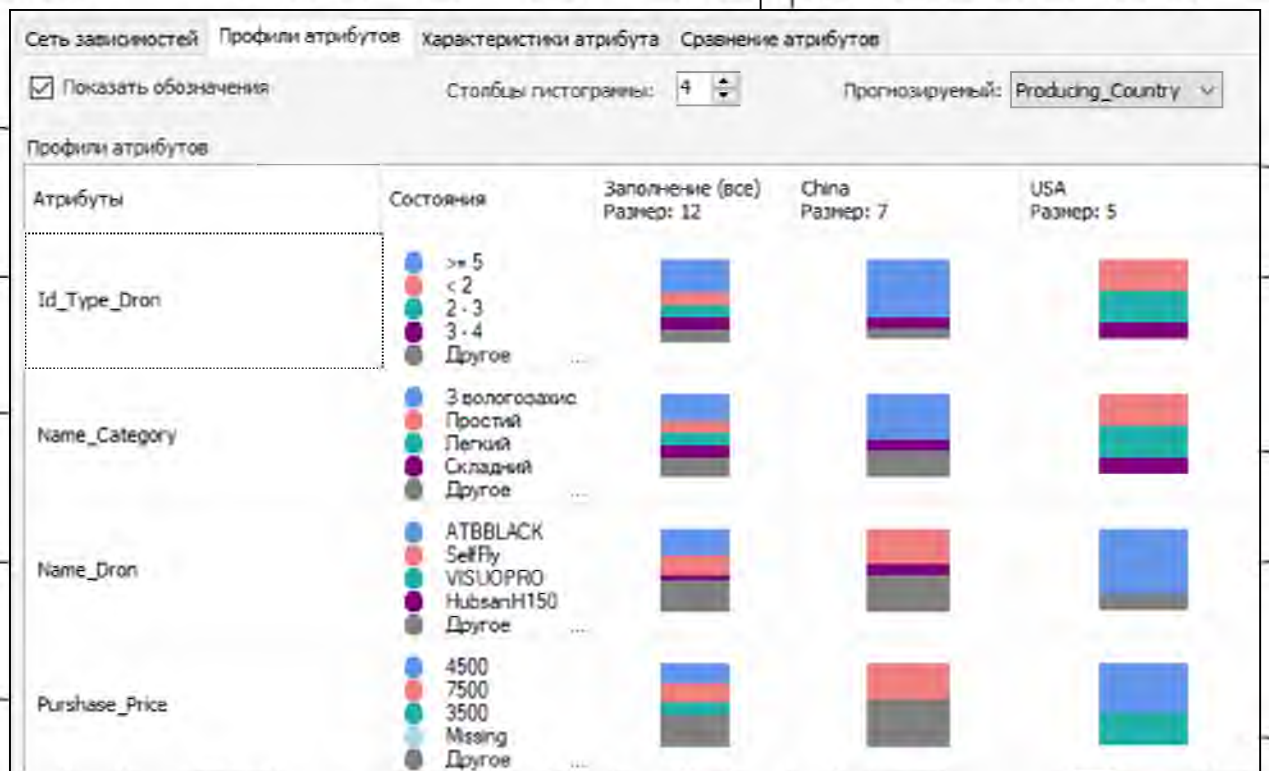 Сеть зависимостей Профили атрибутов Характеристики атрибута Сравнение атрибутов
Показать обозначения Столбцы гистограммы: 4 Прогнозируемый: Producing_Country
Профили атрибутов
Атрибуты Состояния Заполнение (все) China USA
Размер: 12 Размер: 7 Размер: 5
Id_Type_Dron
>= 5
< 2
2 - 3
3 - 4
Другое ...
Name_Category
З вологозахис
Простий
Легкий
Складний
Другое ...
Name_Dron
ATBBLACK
SelfFly
VISUOPRO
HubsanH150
Другое ...
Purshase_Price
4500
7500
3500
Missing
Другое ...